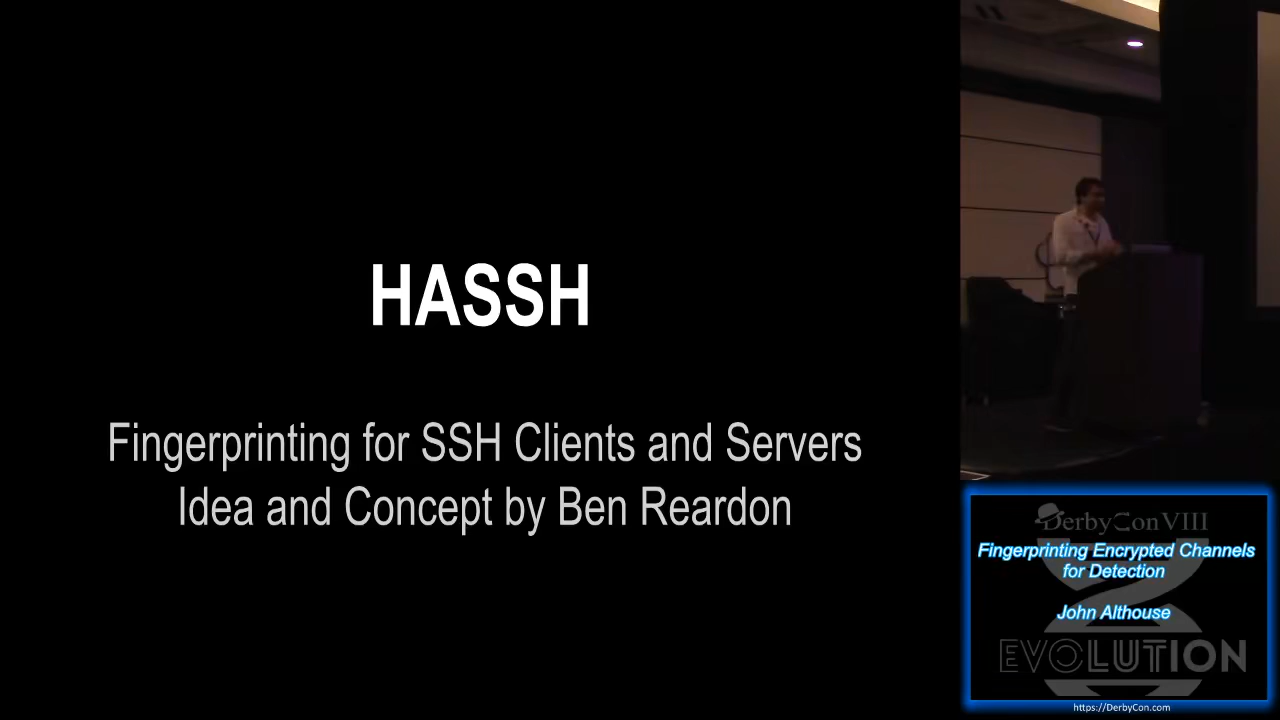 HASSH
Fingerprinting for SSH Clients and Servers
Idea and Concept by Ben Reardon
DerbyCon VIII
Fingerprinting Encrypted Channels
for Detection
John Althouse
EVOLUTION
https://DerbyCon.com